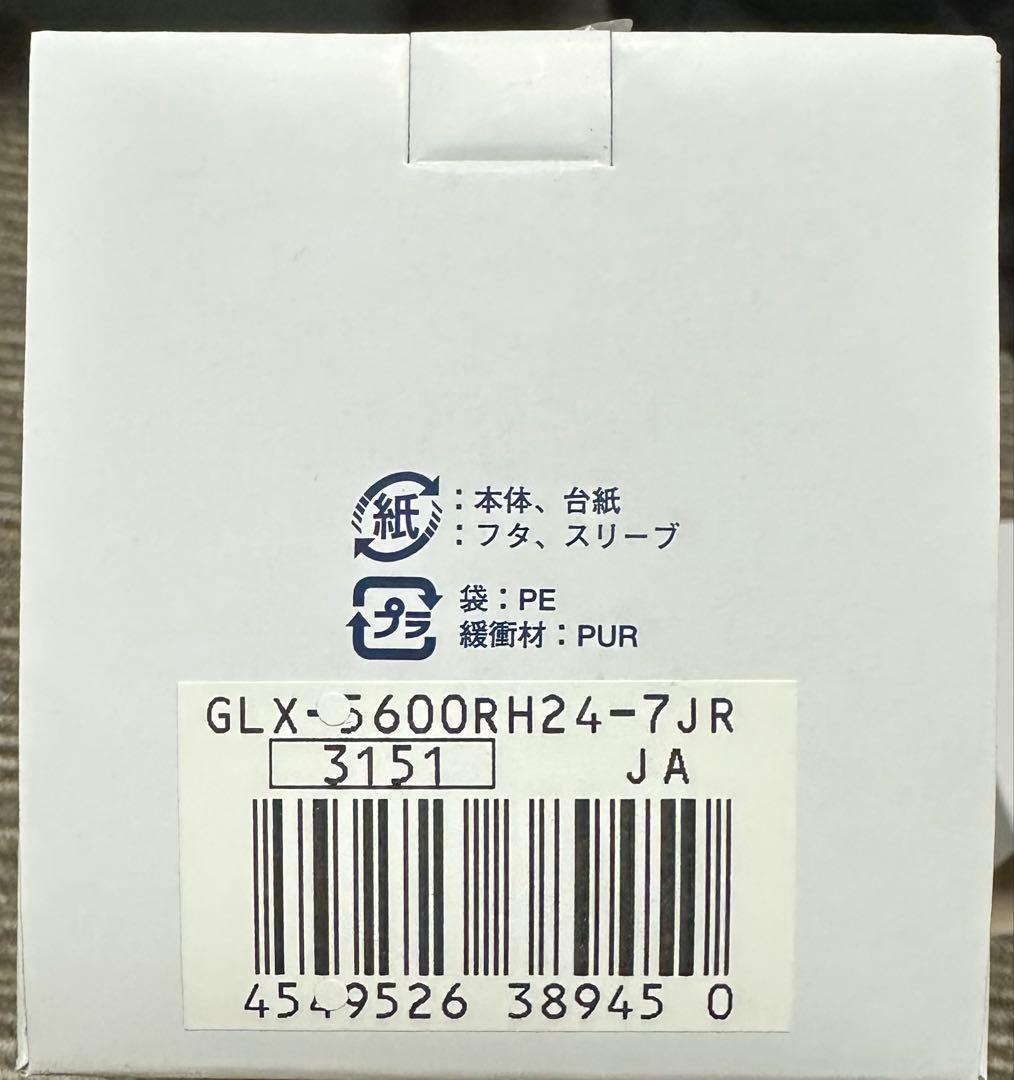 紙：本体、台紙
：フタ、スリーブ
プラ 袋：PE
緩衝材：PUR
GLX-5600RH24-7JR
3151 JA
4549526 38945 0